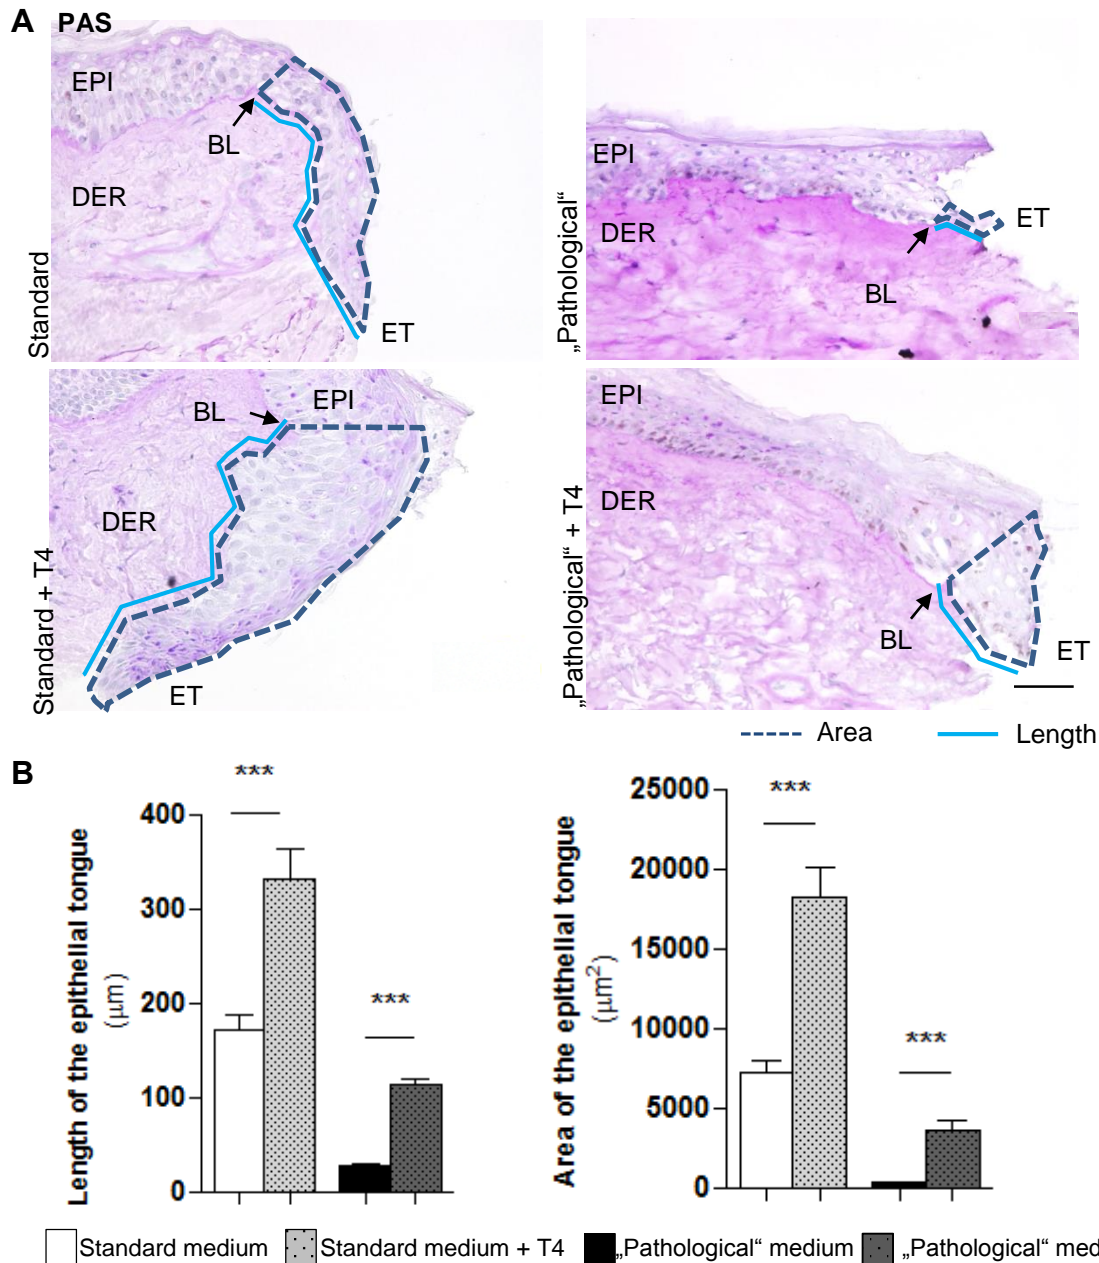 A PAS
EPI
BL
DER
ET
Standard
EPI
DER
ET
BL
„Pathological“
BL
EPI
DER
ET
Standard + T4
EPI
DER
BL
ET
„Pathological“ + T4
Area
Length
B
***
400
300
200
100
0
***
Length of the epithelial tongue
(μm)
25000
20000
15000
10000
5000
0
***
***
Area of the epithelial tongue
(μm²)
Standard medium
Standard medium + T4
„Pathological“ medium
„Pathological“ med